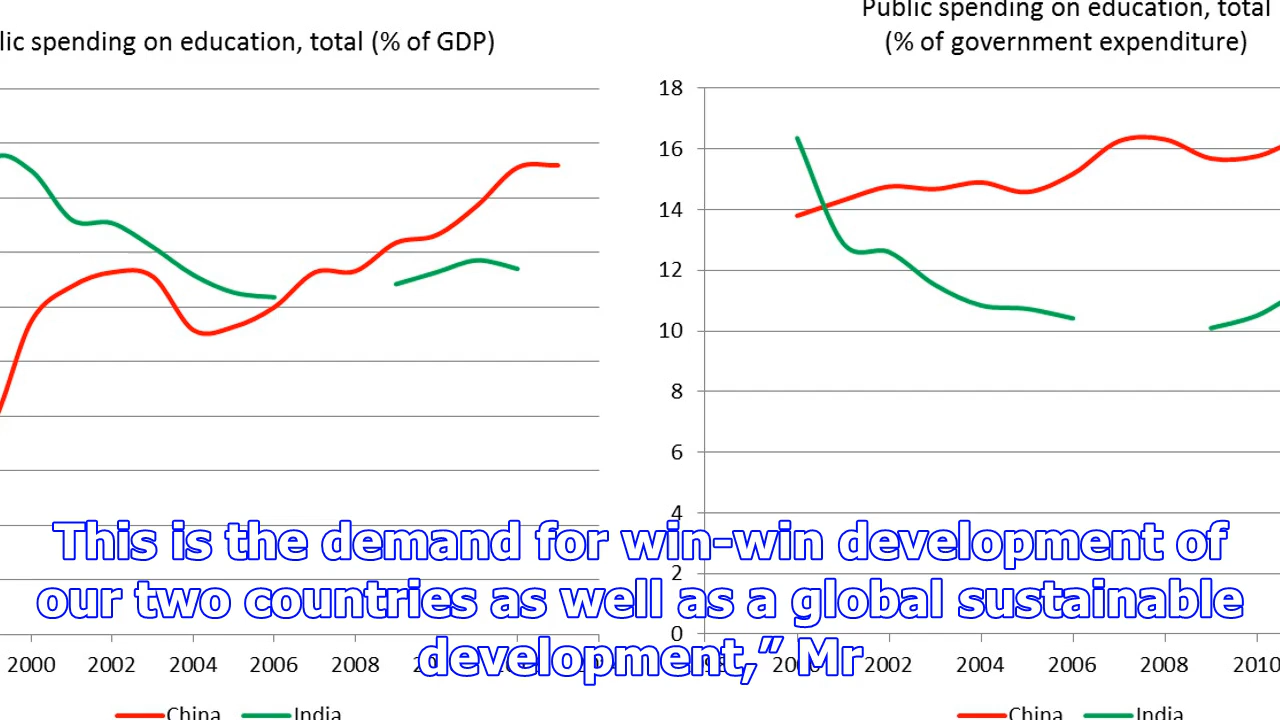 lic spending on education, total (% of GDP)
Public spending on education, total
(% of government expenditure)
18
16
14
12
10
8
6
4
2
0
2000 2002 2004 2006 2008
2002 2004 2006 2008 2010
China India
China India
This is the demand for win-win development of
our two countries as well as a global sustainable
development,” Mr